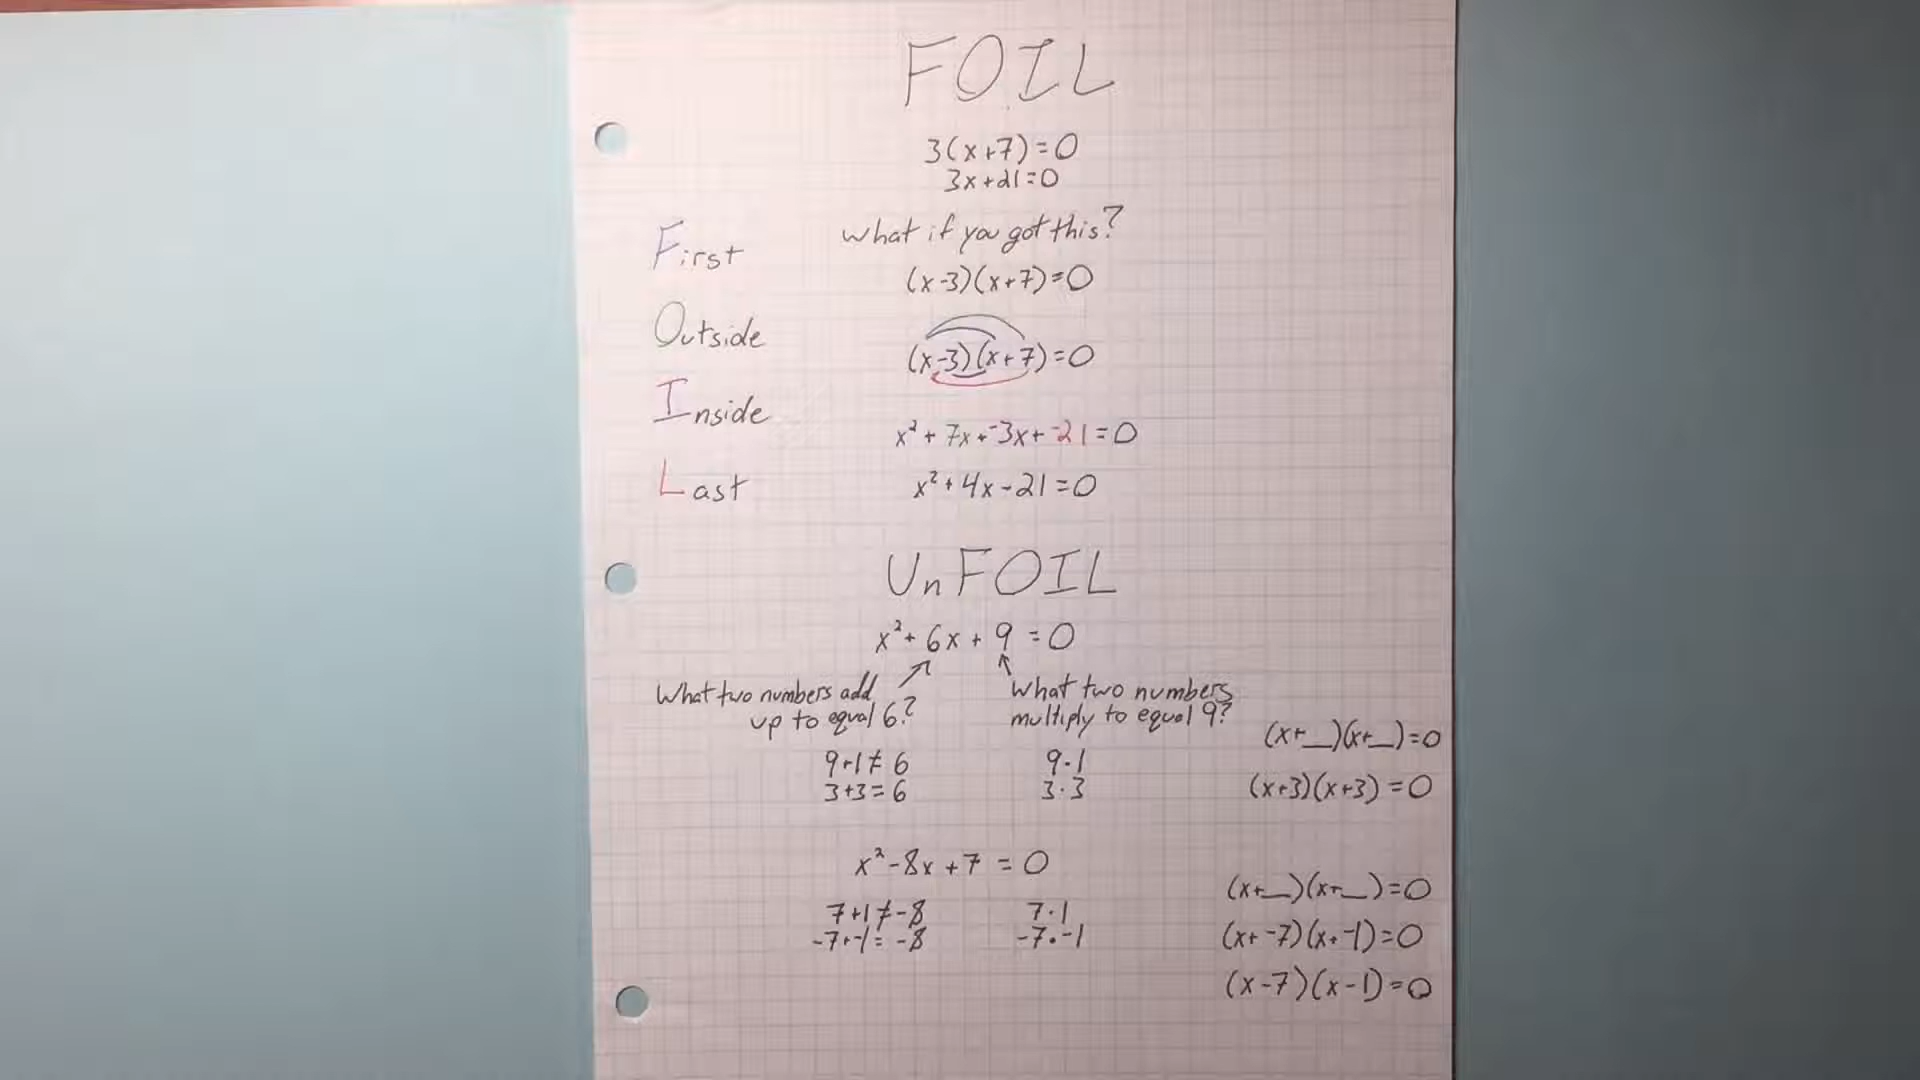 FOIL
3(x+7)=0
3x+21=0
What if you got this?
First
(x-3)(x+7)=0
Outside
(x-3)(x+7)=0
Inside
x²+7x+-3x+-21=0
Last
x²+4x-21=0
UnFOIL
x²+6x+9=0
What two numbers add
up to equal 6?
What two numbers
multiply to equal 9?
9+1≠6
9·1
3+3=6
3·3
(x+_)(x+_)=0
(x+3)(x+3)=0
x²-8x+7=0
7+1≠-8
7·1
-7+-1=-8
-7·-1
(x+_)(x+_)=0
(x+-7)(x+-1)=0
(x-7)(x-1)=0